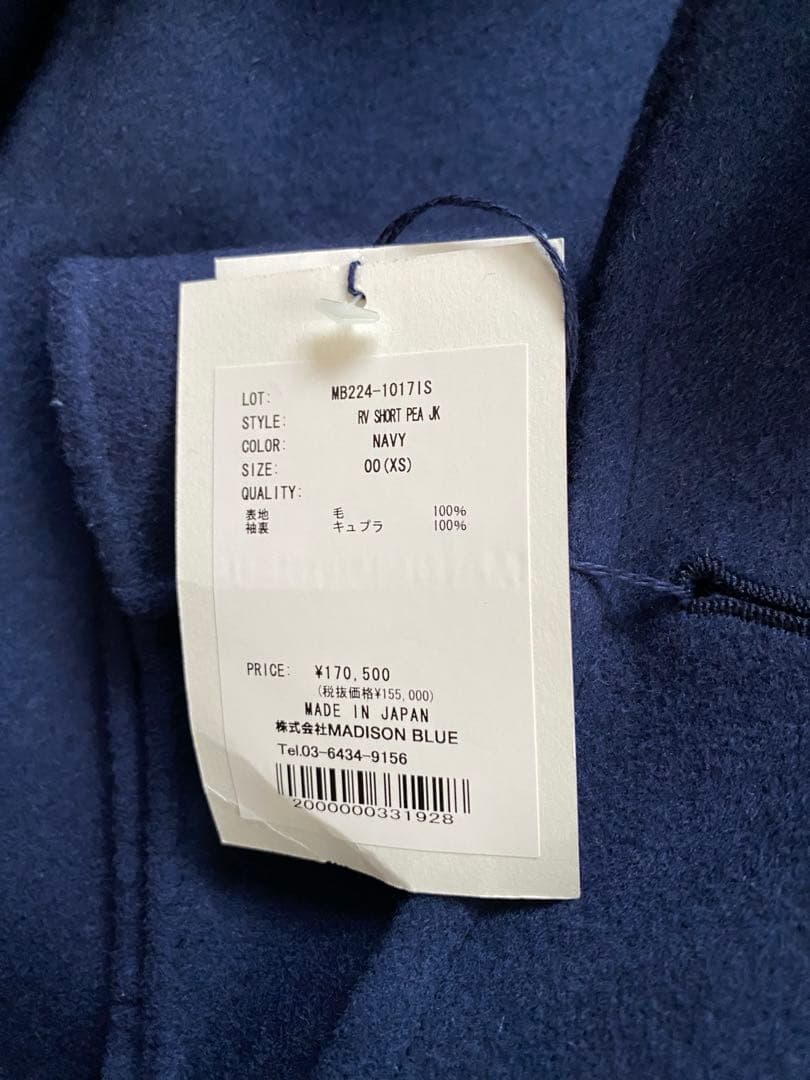 LOT: MB224-1017IS
STYLE: RV SHORT PEA JK
COLOR: NAVY
SIZE: 00(XS)
QUALITY:
表地 毛 100%
袖裏 キュプラ 100%
PRICE: ¥170,500
(税抜価格¥155,000)
MADE IN JAPAN
株式会社MADISON BLUE
Tel.03-6434-9156
2000000331928